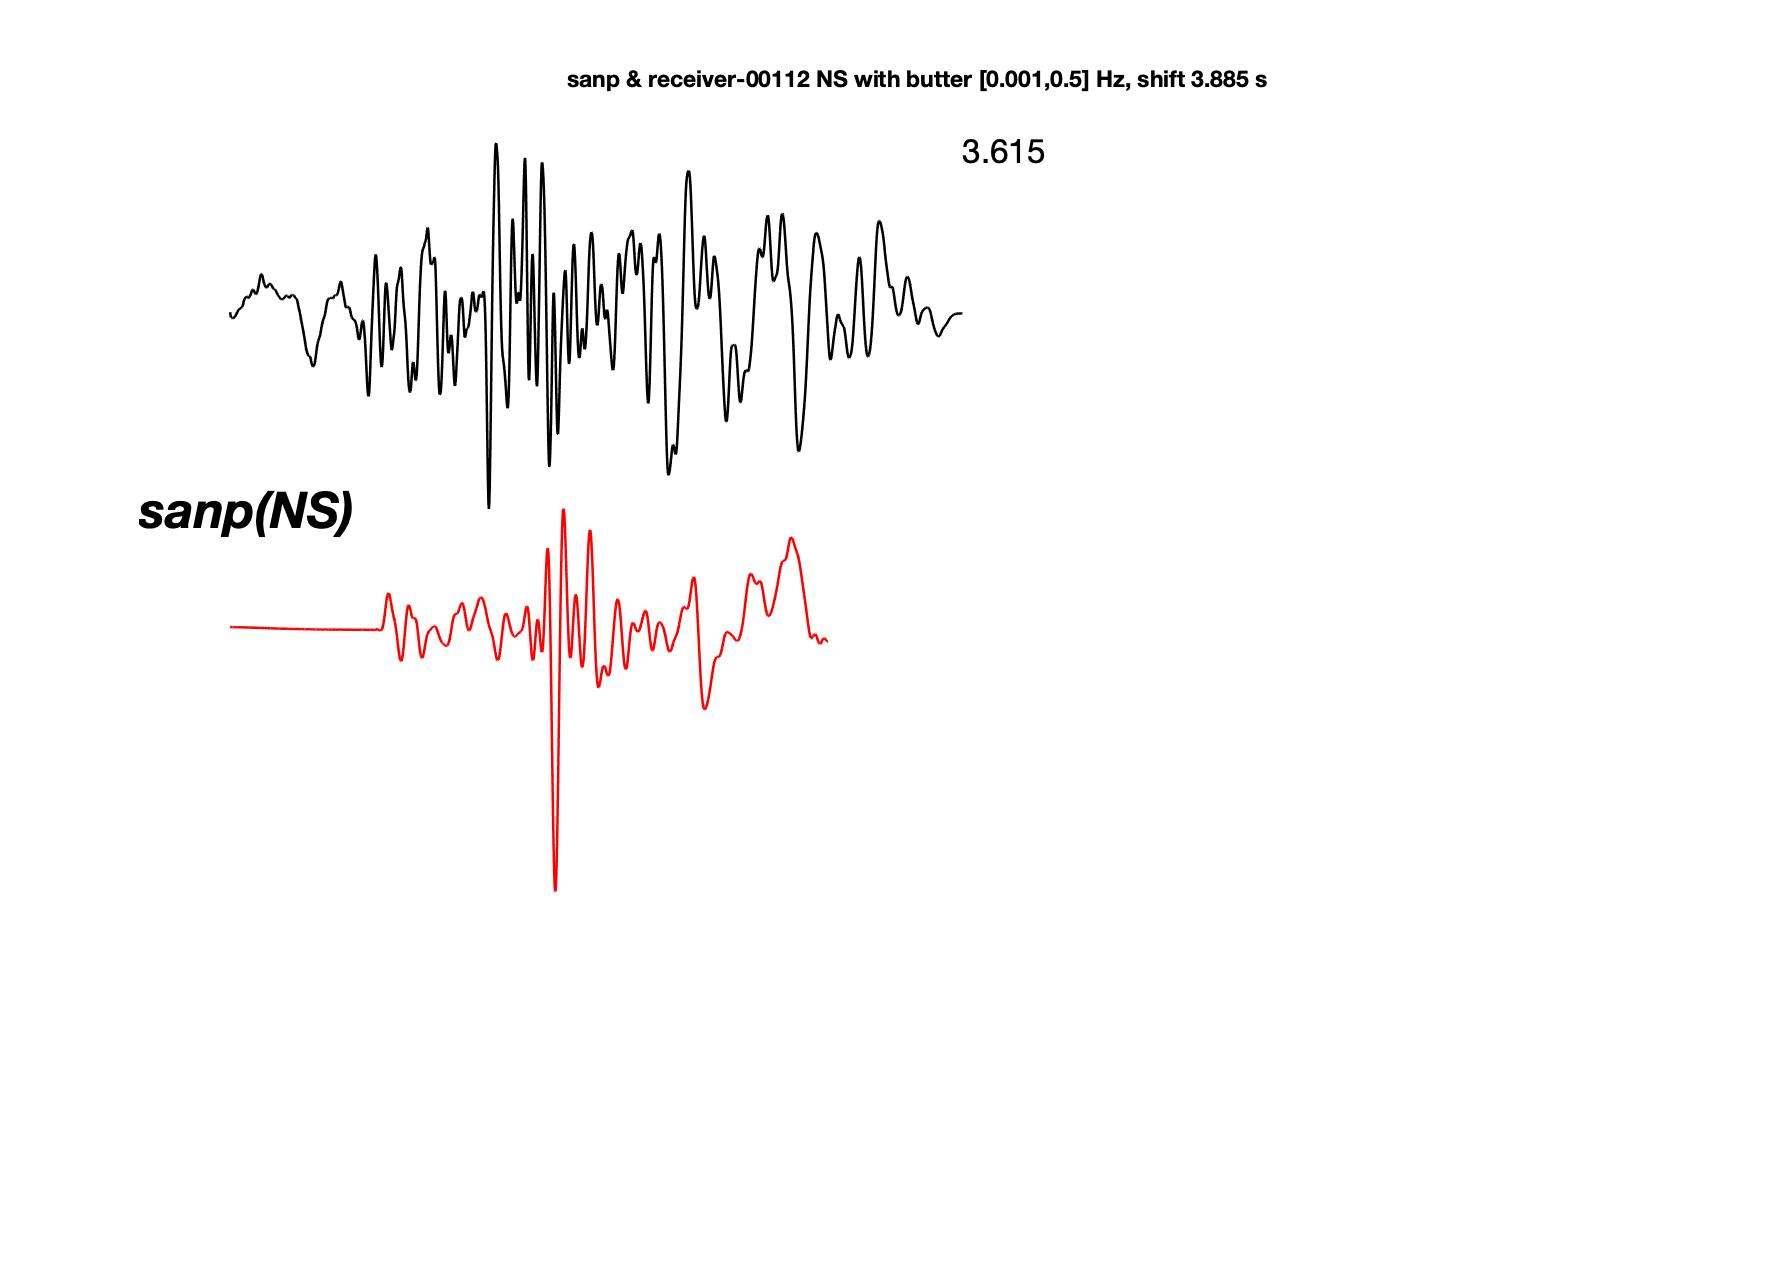 sanp & receiver-00112 NS with butter [0.001,0.5] Hz, shift 3.885 s
3.615
sanp(NS)